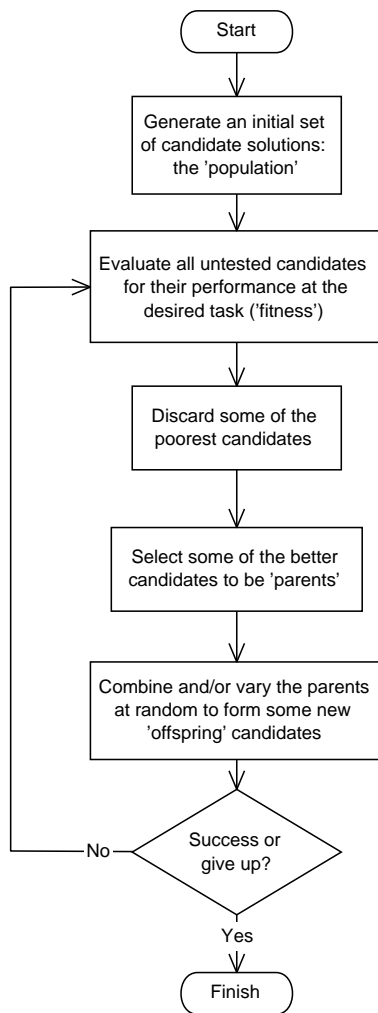 Start
Generate an initial set
of candidate solutions:
the 'population'
Evaluate all untested candidates
for their performance at the
desired task ('fitness')
Discard some of the
poorest candidates
Select some of the better
candidates to be 'parents'
Combine and/or vary the parents
at random to form some new
'offspring' candidates
Success or
give up?
No
Yes
Finish